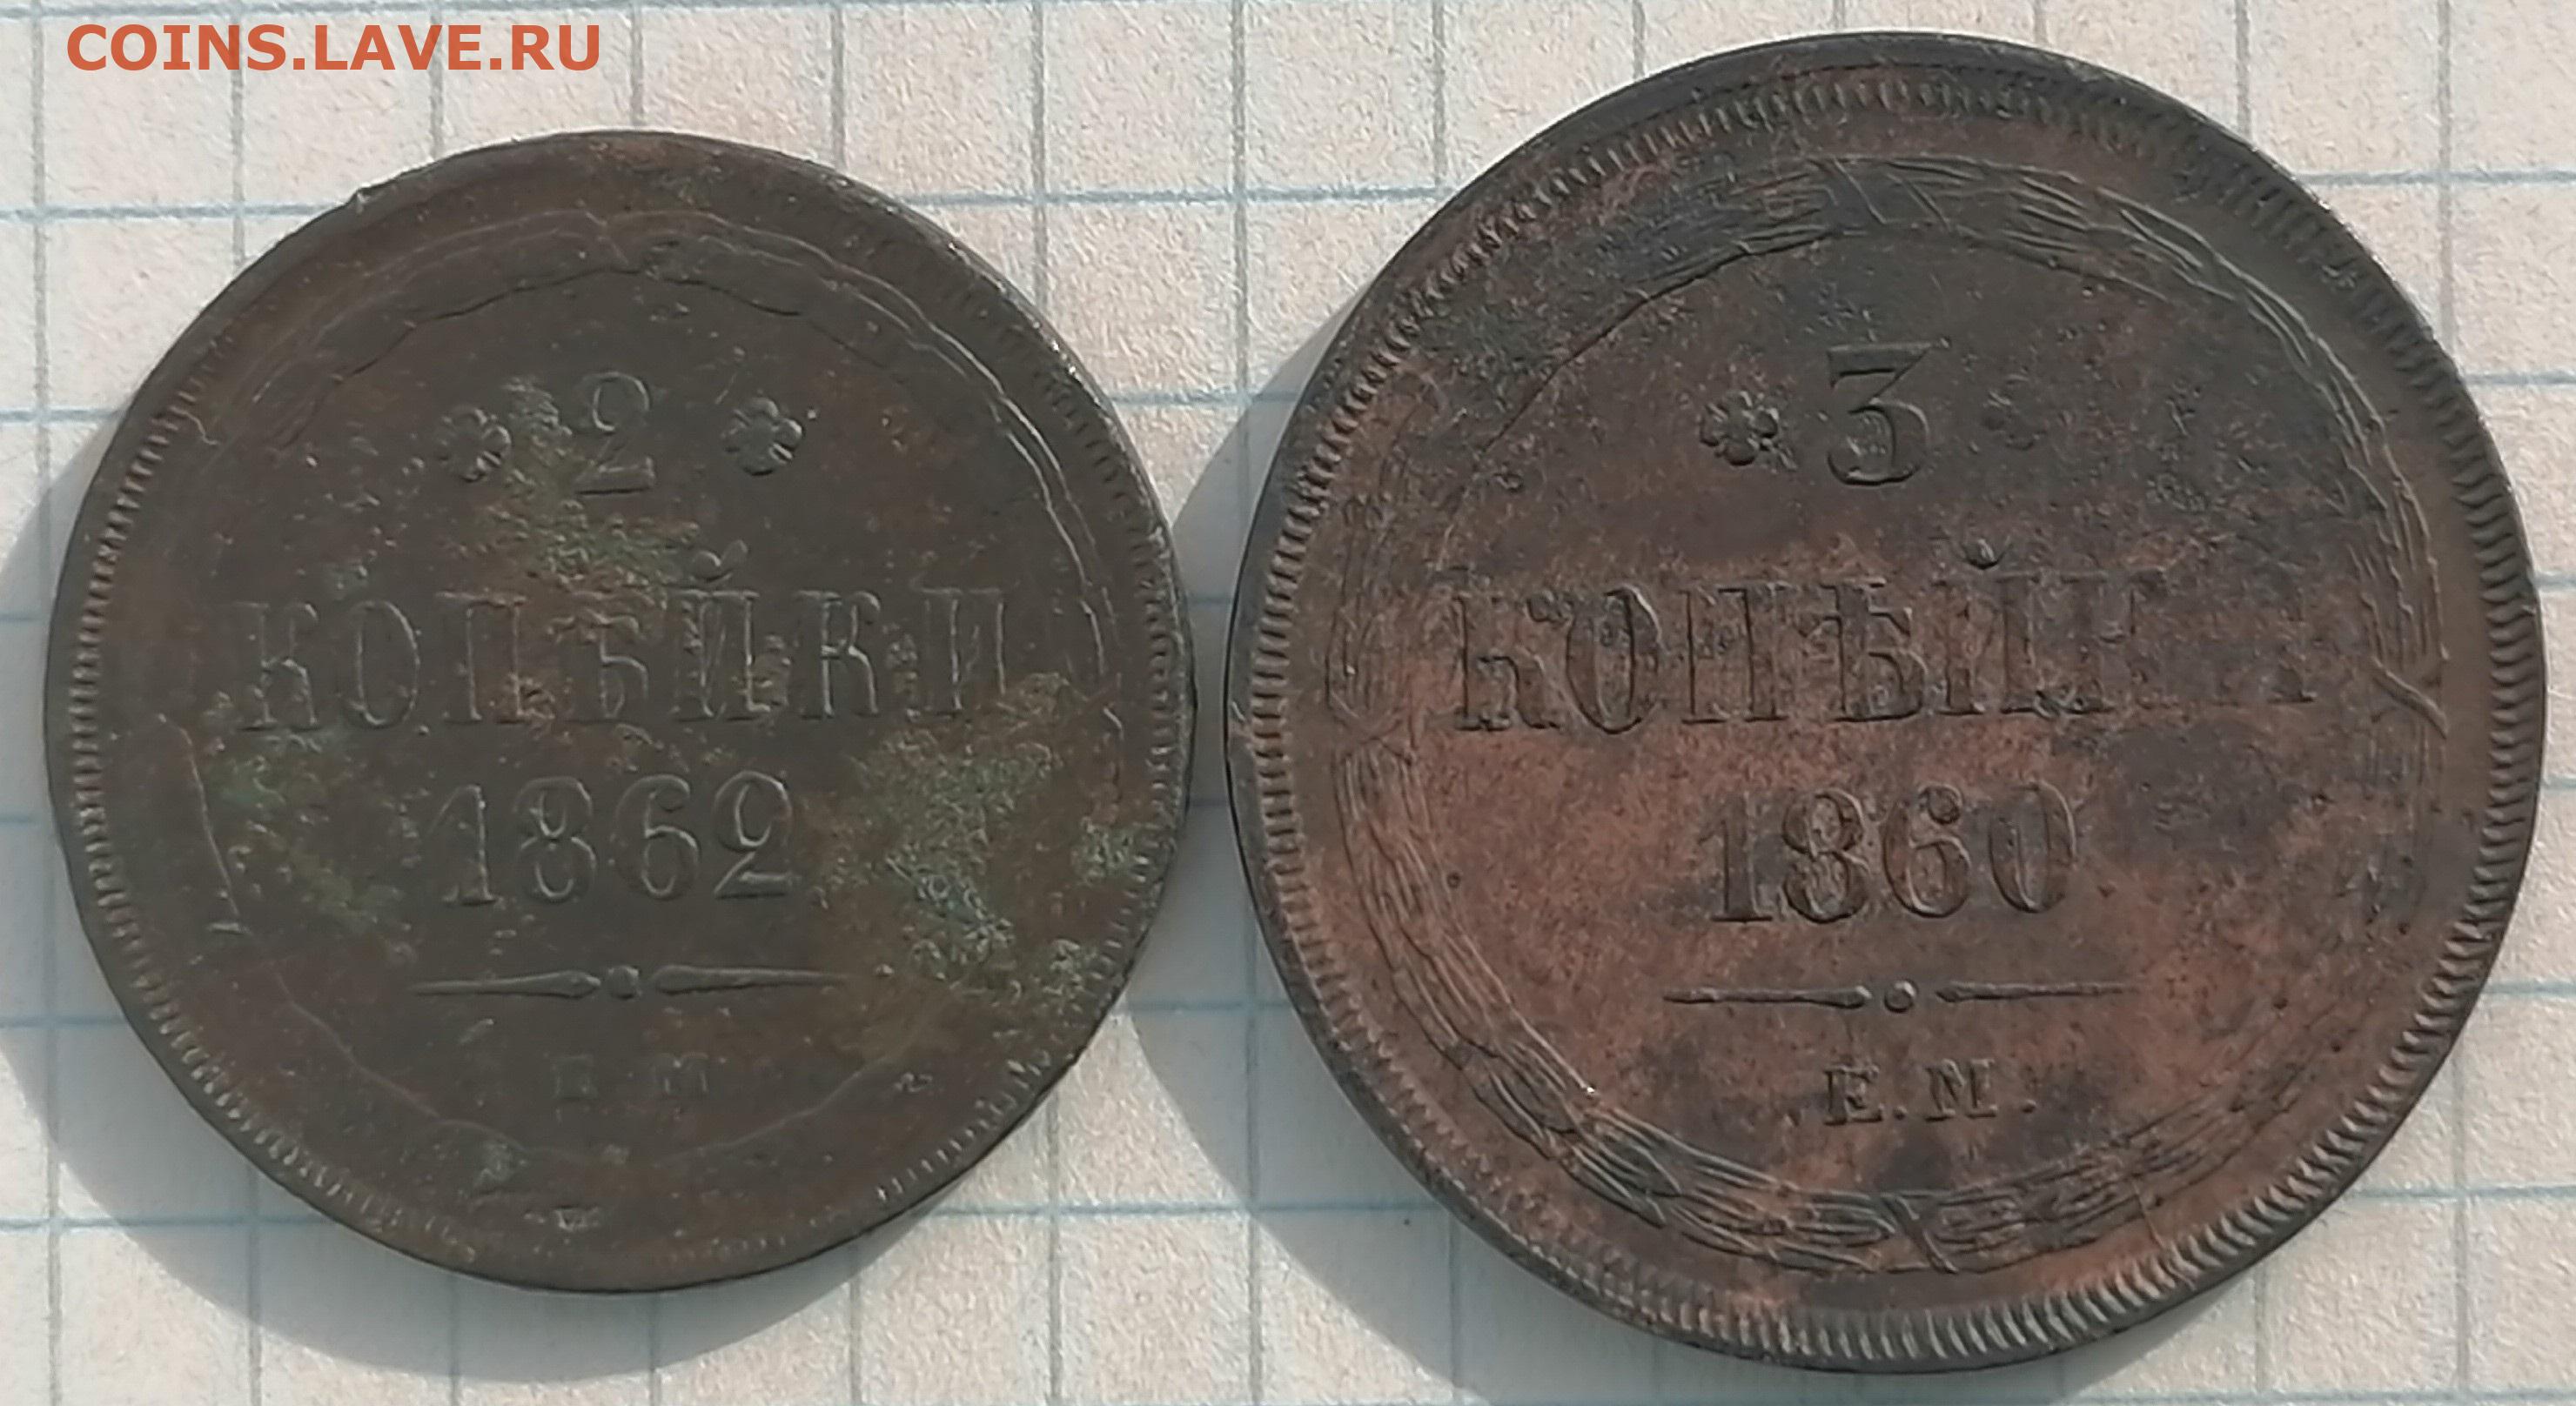 COINS.LAVE.RU
2
КОПѢЙКИ
1862
Е М
3
КОПѢЙКИ
1860
Е.М.